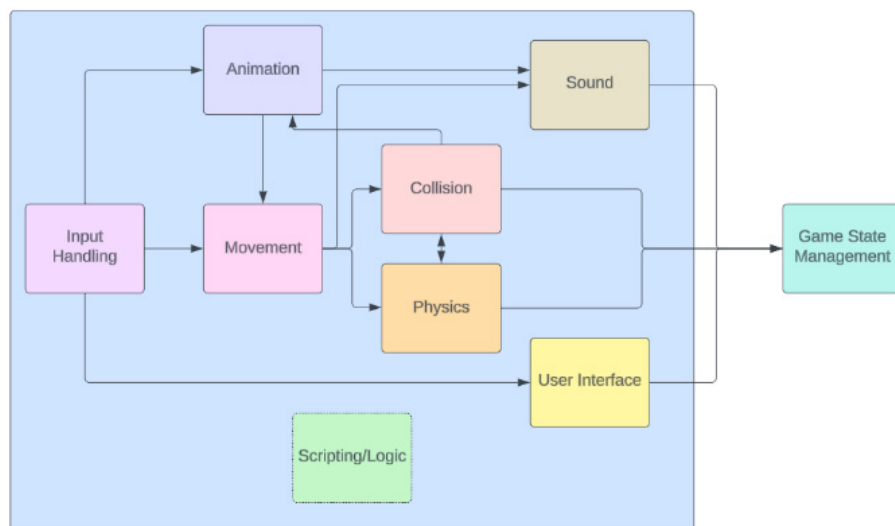 Animation
Sound
Collision
Input
Handling
Movement
Game State
Management
Physics
User Interface
Scripting/Logic